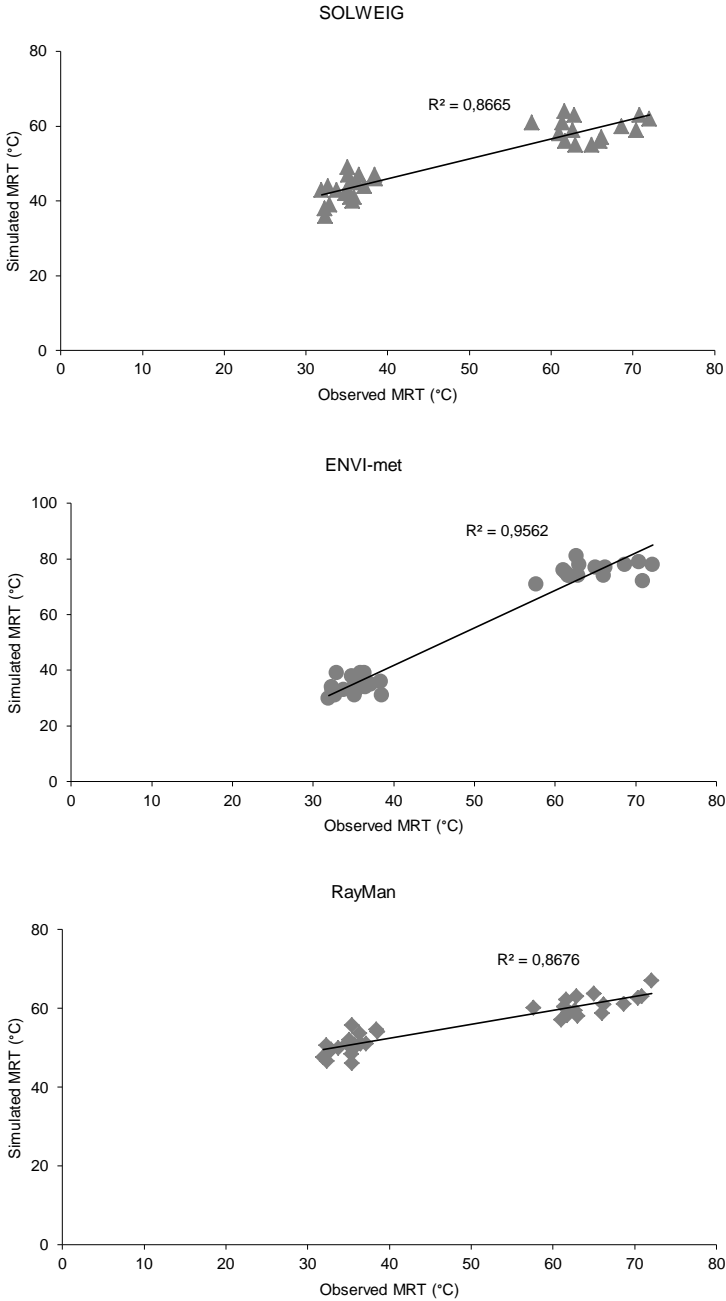 SOLWEIG
80
R² = 0,8665
60
40
20
0
Simulated MRT (°C)
0 10 20 30 40 50 60 70 80
Observed MRT (°C)
ENVI-met
100
R² = 0,9562
80
60
40
20
0
Simulated MRT (°C)
0 10 20 30 40 50 60 70 80
Observed MRT (°C)
RayMan
80
R² = 0,8676
60
40
20
0
Simulated MRT (°C)
0 10 20 30 40 50 60 70 80
Observed MRT (°C)